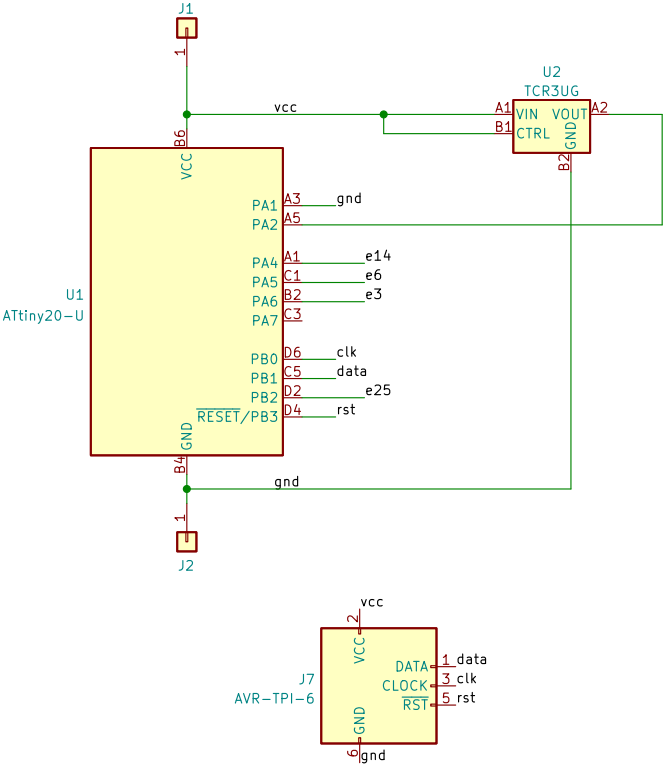 J1
1
U2
TCR3UG
vcc
A1 VIN VOUT A2
B1 CTRL
GND
B2
B6
VCC
PA1 A3 gnd
PA2 A5
PA4 A1 e14
PA5 C1 e6
U1
PA6 B2 e3
ATtiny20-U
PA7 C3
PB0 D6 clk
PB1 C5 data
PB2 D2 e25
RESET/PB3 D4 rst
GND
B4
gnd
1
J2
vcc
2
VCC
DATA 1 data
J7
CLOCK 3 clk
AVR-TPI-6
RST 5 rst
GND
6 gnd